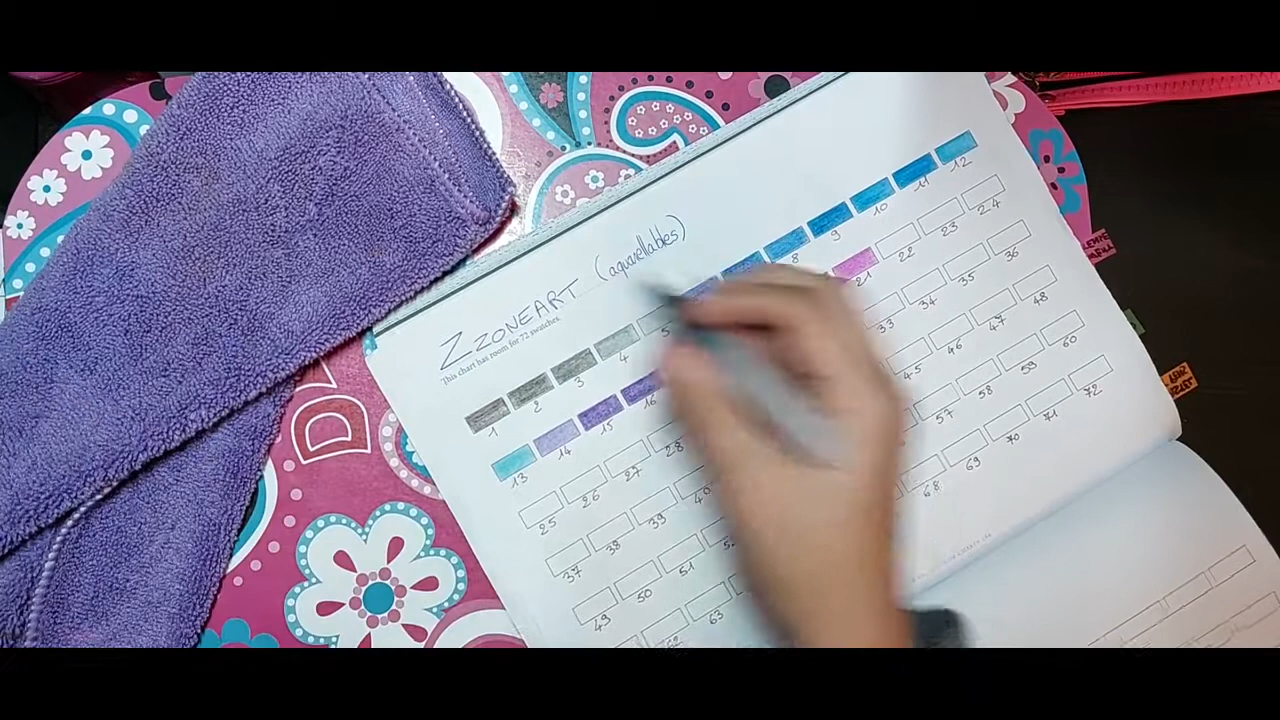 ZZONEART (aquarellables)
This chart has room for 72 swatches.
1 2 3 4 5 8 9 10 11 12
13 14 15 16 21 22 23 24
25 26 27 28 33 34 35 36
37 38 39 40 45 46 47 48
49 50 51 57 58 59 60
62 63 68 69 70 71 72